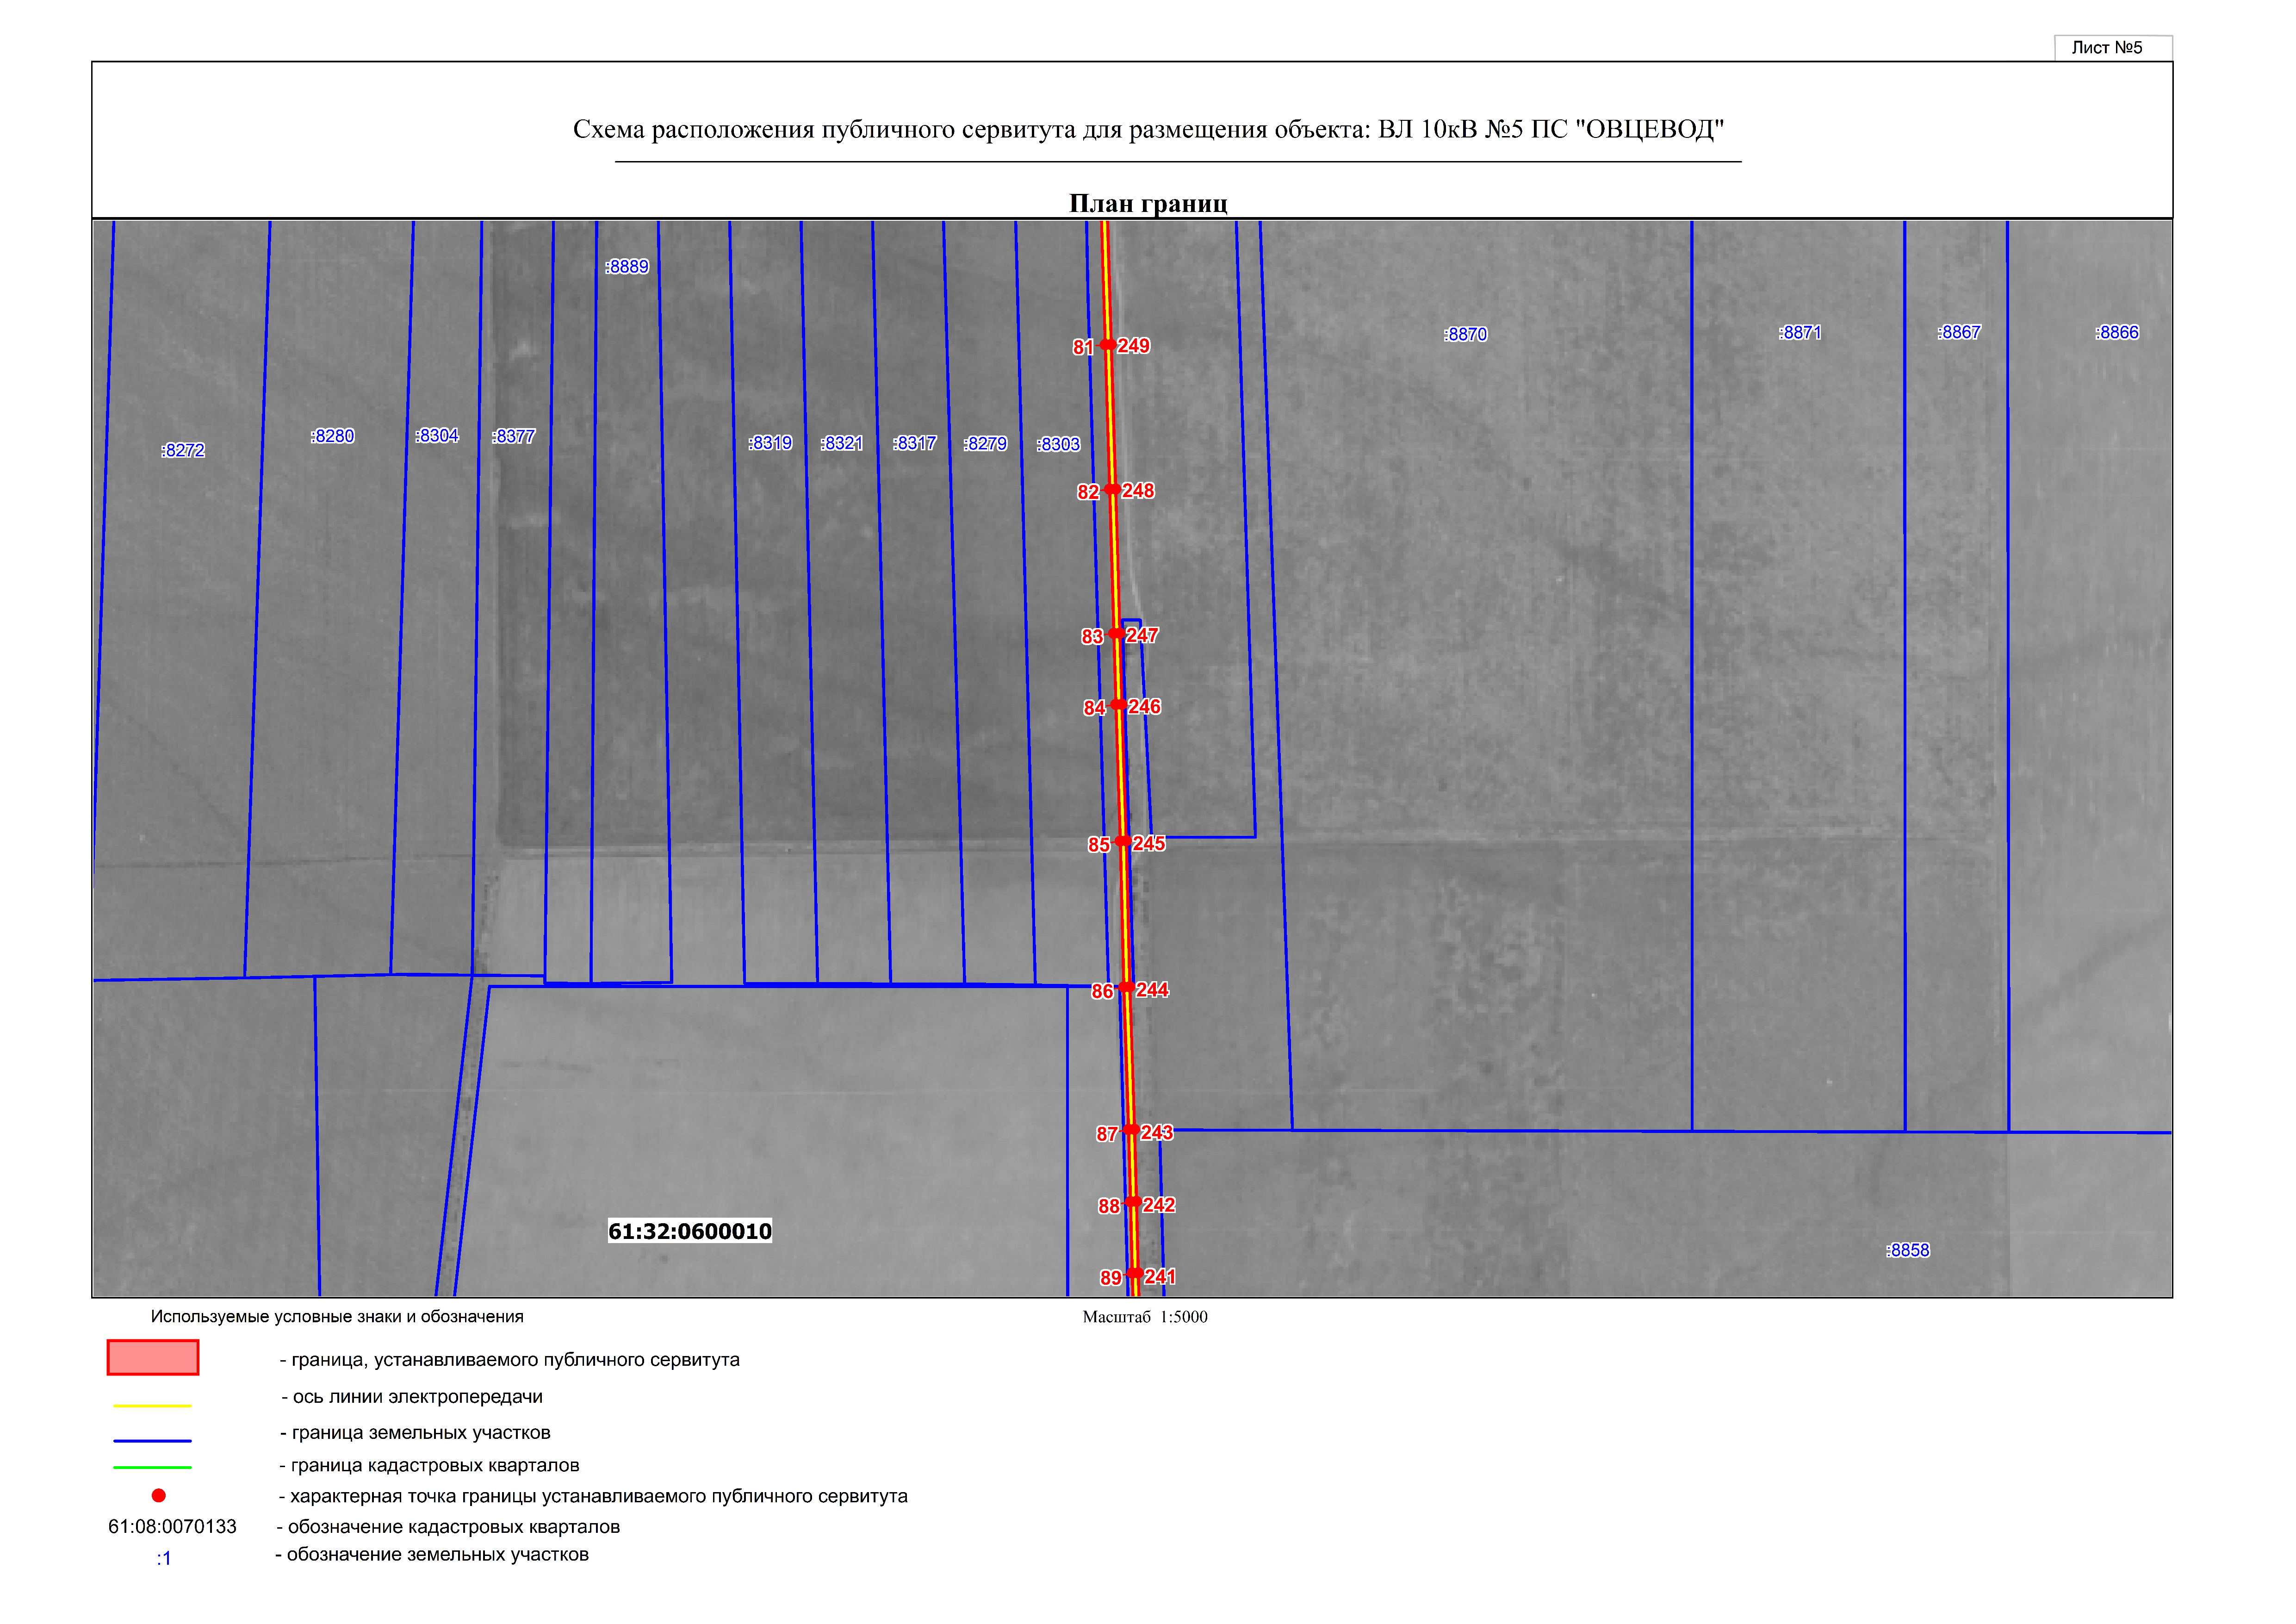 Лист №5
Схема расположения публичного сервитута для размещения объекта: ВЛ 10кВ №5 ПС "ОВЦЕВОД"
План границ
:8889
:8870
:8871
:8867
:8866
81 249
:8272
:8280
:8304
:8377
:8319
:8321
:8317
:8279
:8303
82 248
83 247
84 246
85 245
86 244
87 243
88 242
61:32:0600010
:8858
89 241
Используемые условные знаки и обозначения
Масштаб 1:5000
- граница, устанавливаемого публичного сервитута
- ось линии электропередачи
- граница земельных участков
- граница кадастровых кварталов
- характерная точка границы устанавливаемого публичного сервитута
61:08:0070133 - обозначение кадастровых кварталов
:1 - обозначение земельных участков